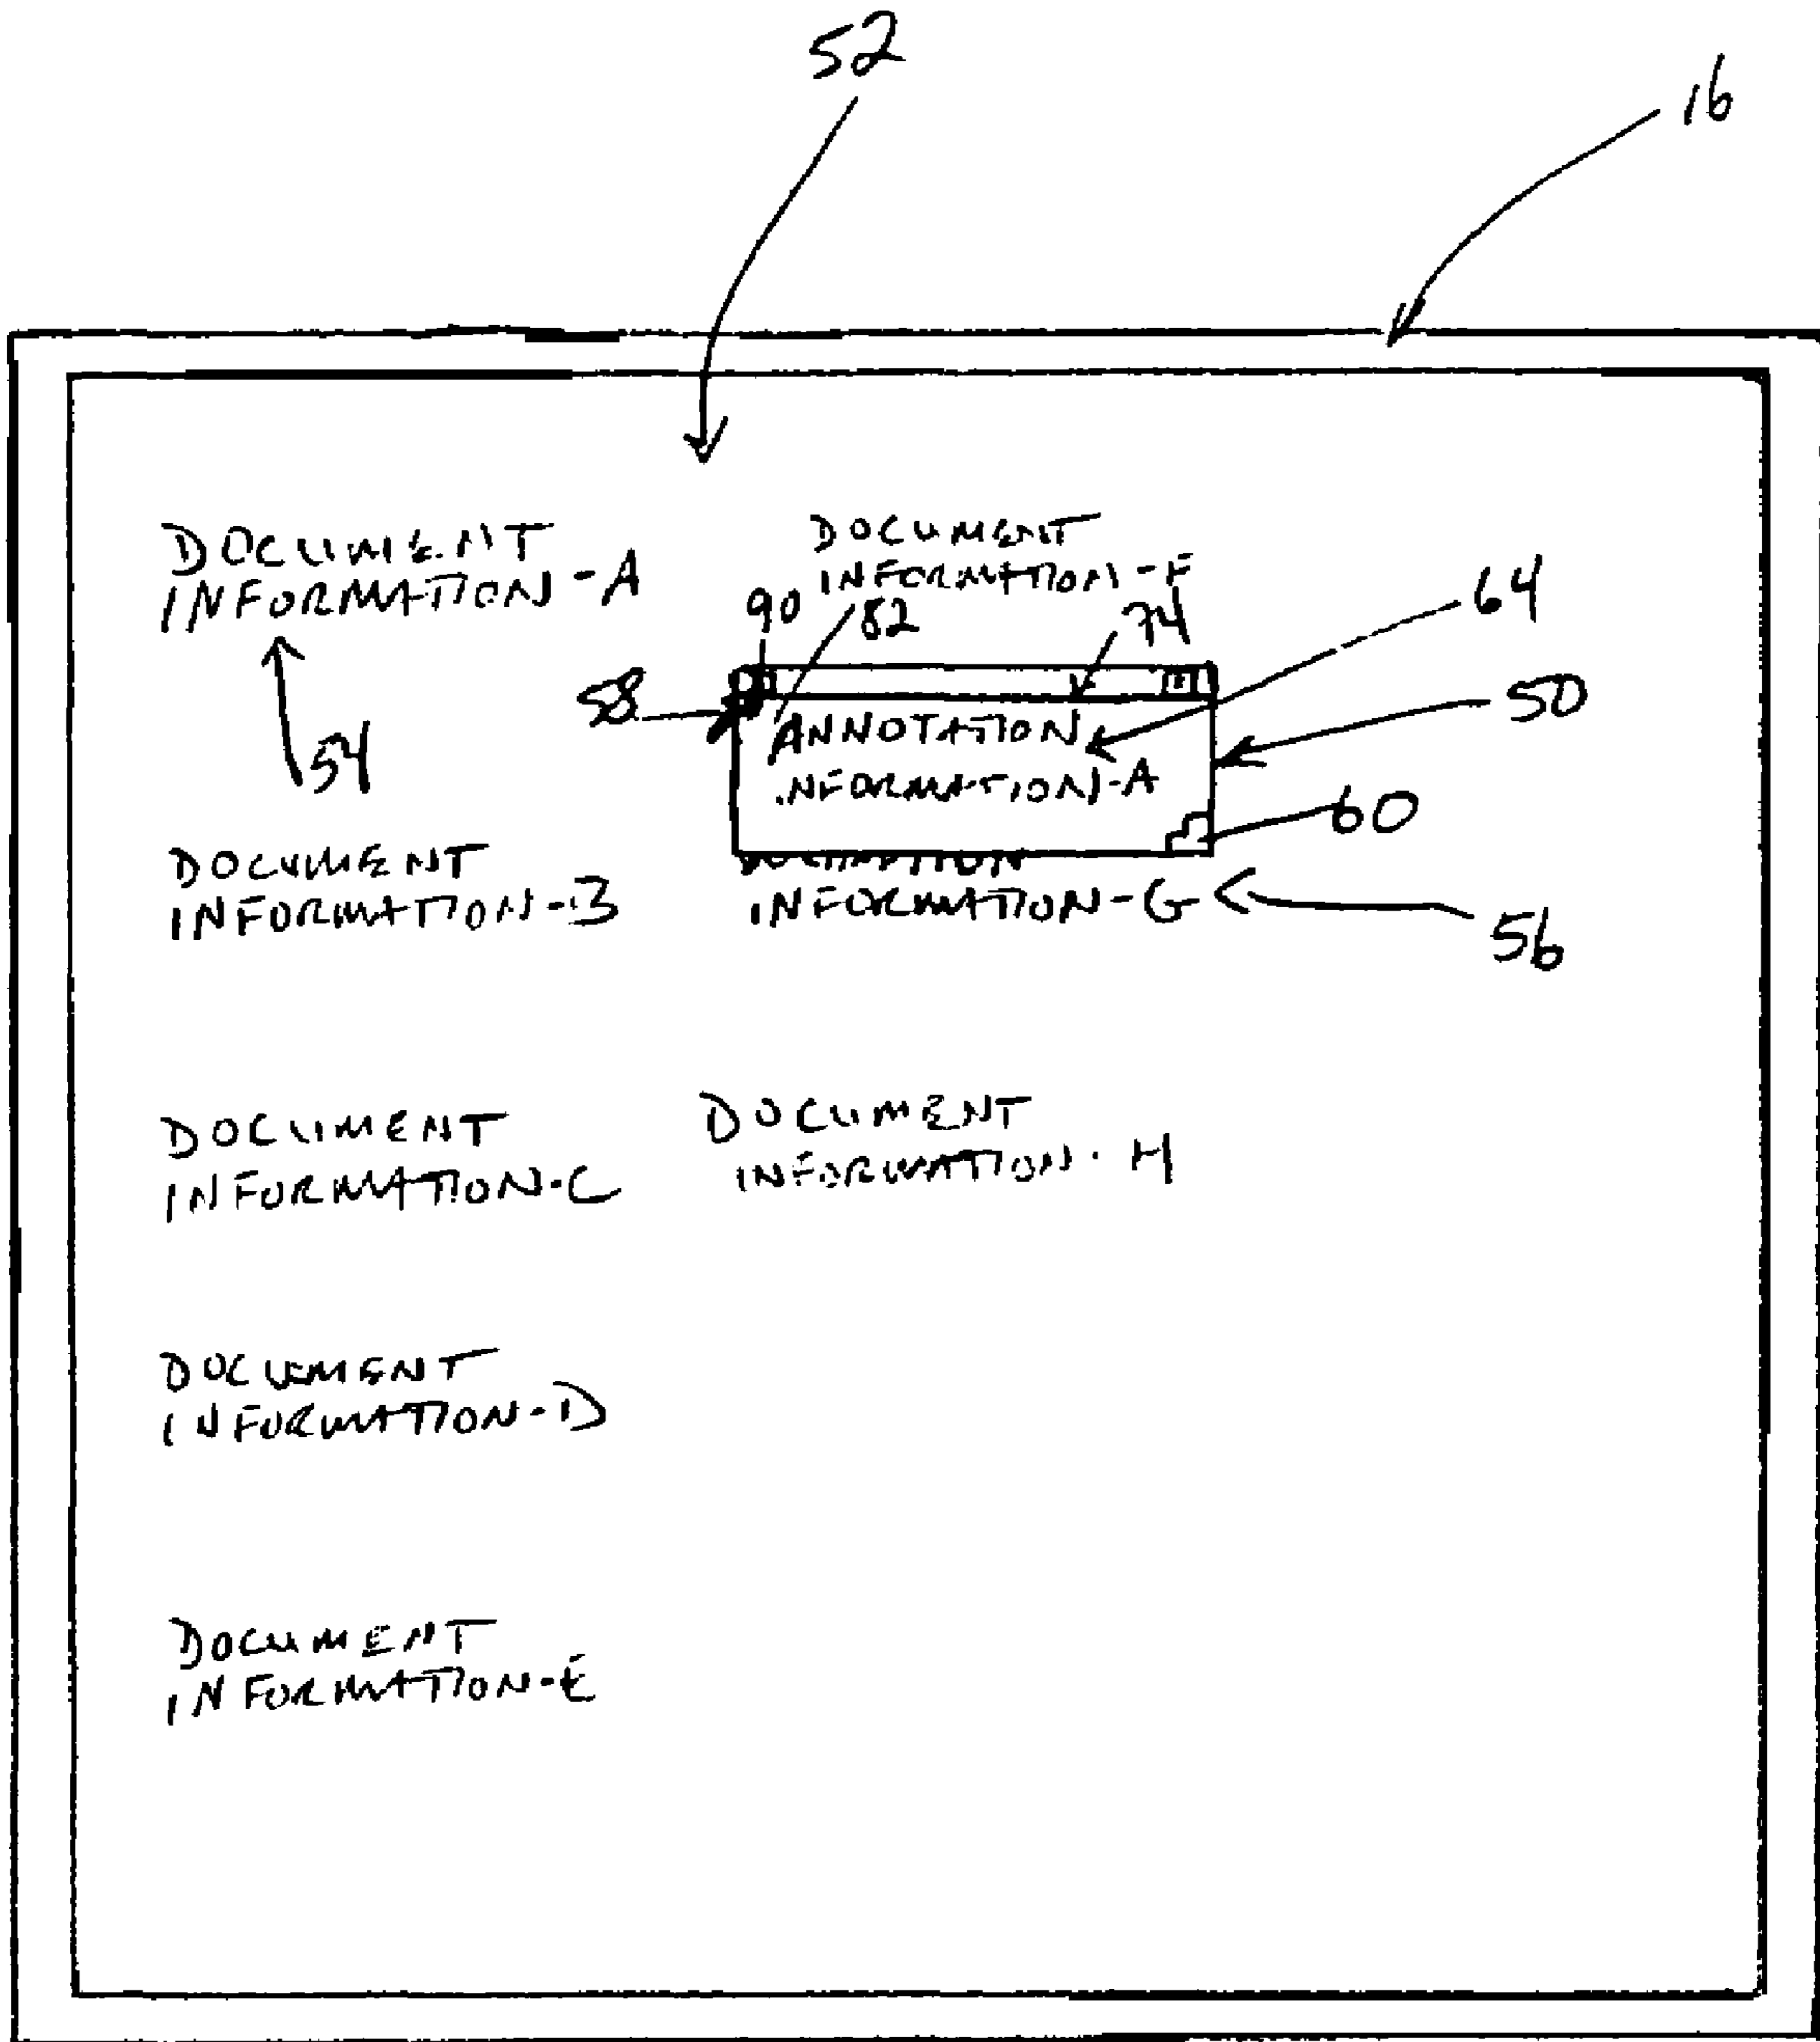 52
16
DOCUMENT
INFORMATION-A
54
DOCUMENT
INFORMATION-F
90
82
74
64
58
ANNOTATION
INFORMATION-A
50
60
DOCUMENT
INFORMATION-B
INFORMATION-G
56
DOCUMENT
INFORMATION-C
DOCUMENT
INFORMATION-H
DOCUMENT
INFORMATION-D
DOCUMENT
INFORMATION-E